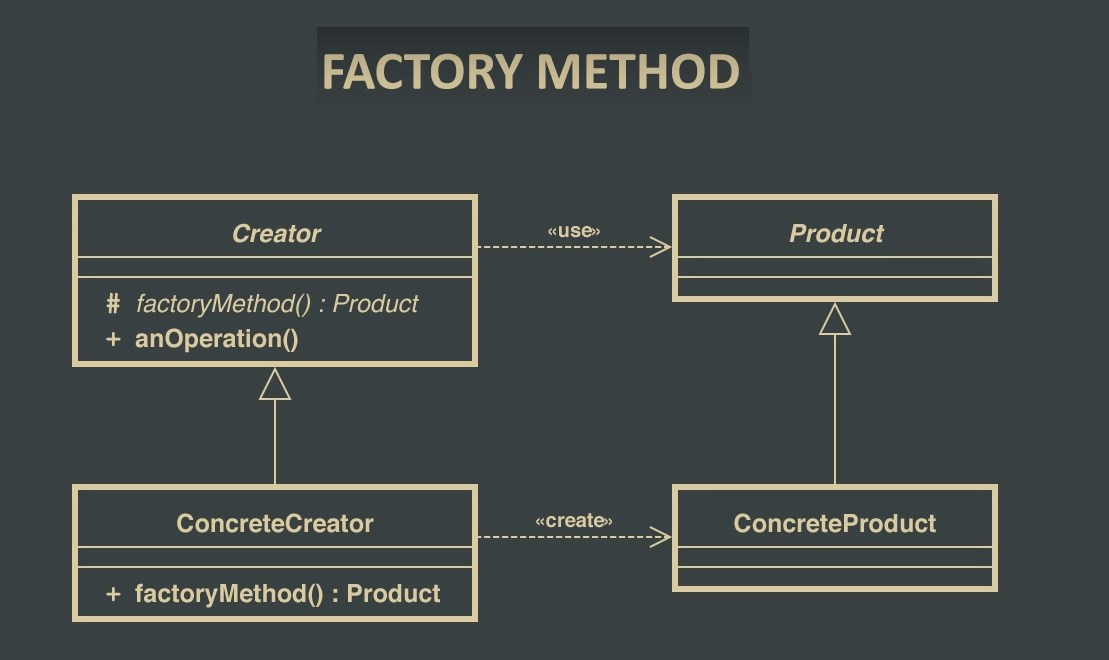 FACTORY METHOD
Creator
# factoryMethod() : Product
+ anOperation()
«use»
Product
ConcreteCreator
+ factoryMethod() : Product
«create»
ConcreteProduct